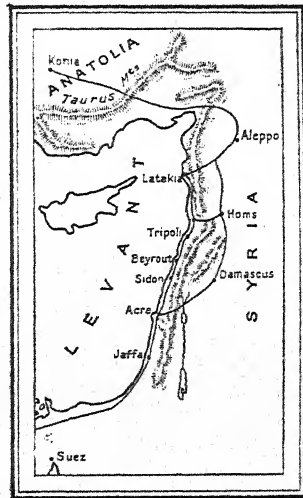 Konia
ANATOLIA
Taurus Mts
Aleppo
Latakia
Homs
Tripoli
Beyrout
Sidon
Damascus
Acre
Jaffa
LEVANT
SYRIA
Suez